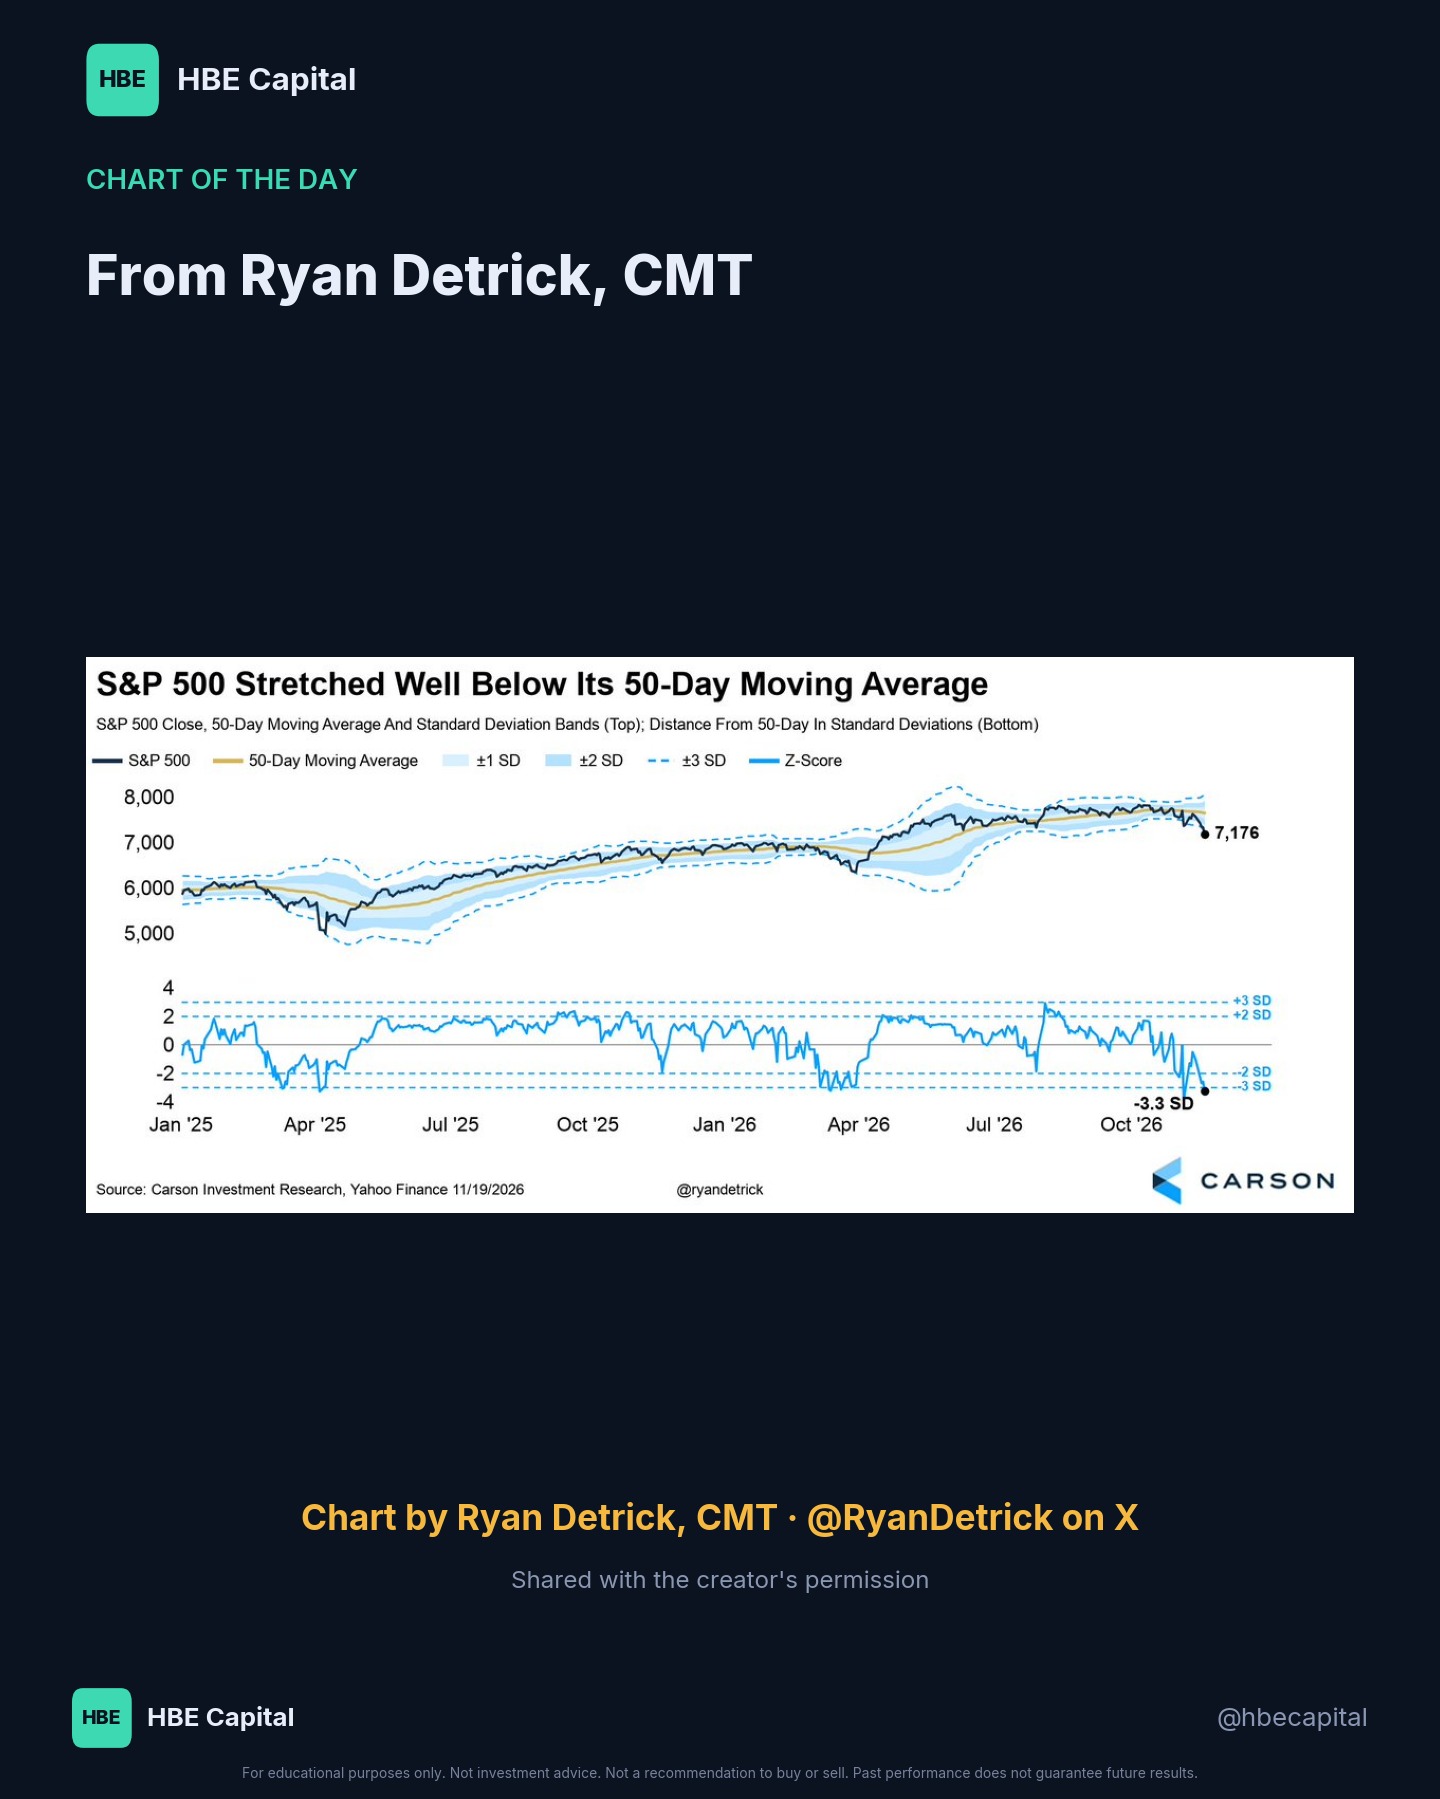 HBE HBE Capital
CHART OF THE DAY
From Ryan Detrick, CMT
S&P 500 Stretched Well Below Its 50-Day Moving Average
S&P 500 Close, 50-Day Moving Average And Standard Deviation Bands (Top); Distance From 50-Day In Standard Deviations (Bottom)
S&P 500 50-Day Moving Average ±1 SD ±2 SD ±3 SD Z-Score
8,000
7,000
7,176
6,000
5,000
4
+3 SD
2
+2 SD
0
-2
-2 SD
-3 SD
-4
-3.3 SD
Jan '25 Apr '25 Jul '25 Oct '25 Jan '26 Apr '26 Jul '26 Oct '26
Source: Carson Investment Research, Yahoo Finance 11/19/2026 @ryandetrick CARSON
Chart by Ryan Detrick, CMT · @RyanDetrick on X
Shared with the creator's permission
HBE HBE Capital @hbecapital
For educational purposes only. Not investment advice. Not a recommendation to buy or sell. Past performance does not guarantee future results.